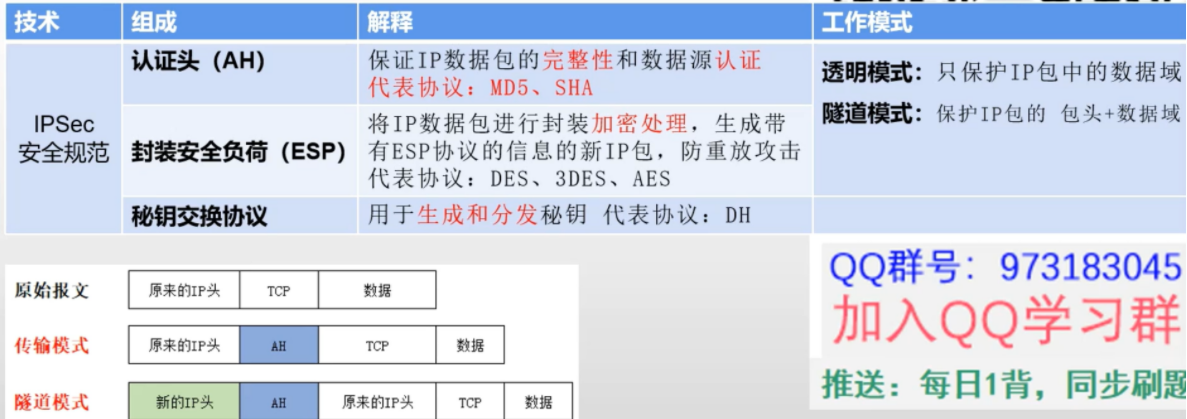 技术 组成 解释 工作模式
IPSec
安全规范
认证头（AH）
保证IP数据包的完整性和数据源认证
代表协议：MD5、SHA
封装安全负荷（ESP）
将IP数据包进行封装加密处理，生成带
有ESP协议的信息的新IP包，防重放攻击
代表协议：DES、3DES、AES
秘钥交换协议
用于生成和分发秘钥 代表协议：DH
透明模式：只保护IP包中的数据域
隧道模式：保护IP包的 包头+数据域
原始报文 原来的IP头 TCP 数据
传输模式 原来的IP头 AH TCP 数据
隧道模式 新的IP头 AH 原来的IP头 TCP 数据
QQ群号：973183045
加入QQ学习群
推送：每日1背，同步刷题